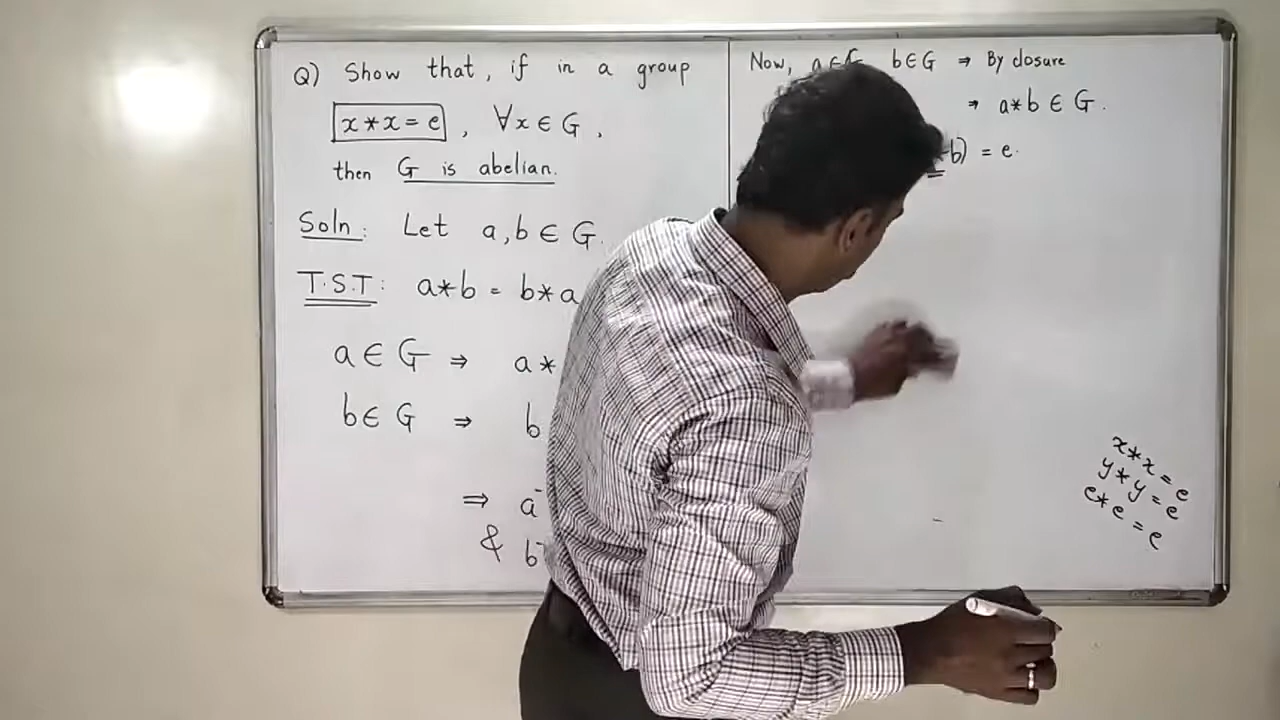 Q) Show that, if in a group
x * x = e , ∀x ∈ G ,
then G is abelian.
Soln: Let a, b ∈ G.
T.S.T: a*b = b*a
a ∈ G ⇒ a *
b ∈ G ⇒ b
⇒ a⁻
& b⁻
Now, a ∈ G, b ∈ G ⇒ By closure
⇒ a*b ∈ G.
b) = e.
x*x = e
y*y = e
e*e = e